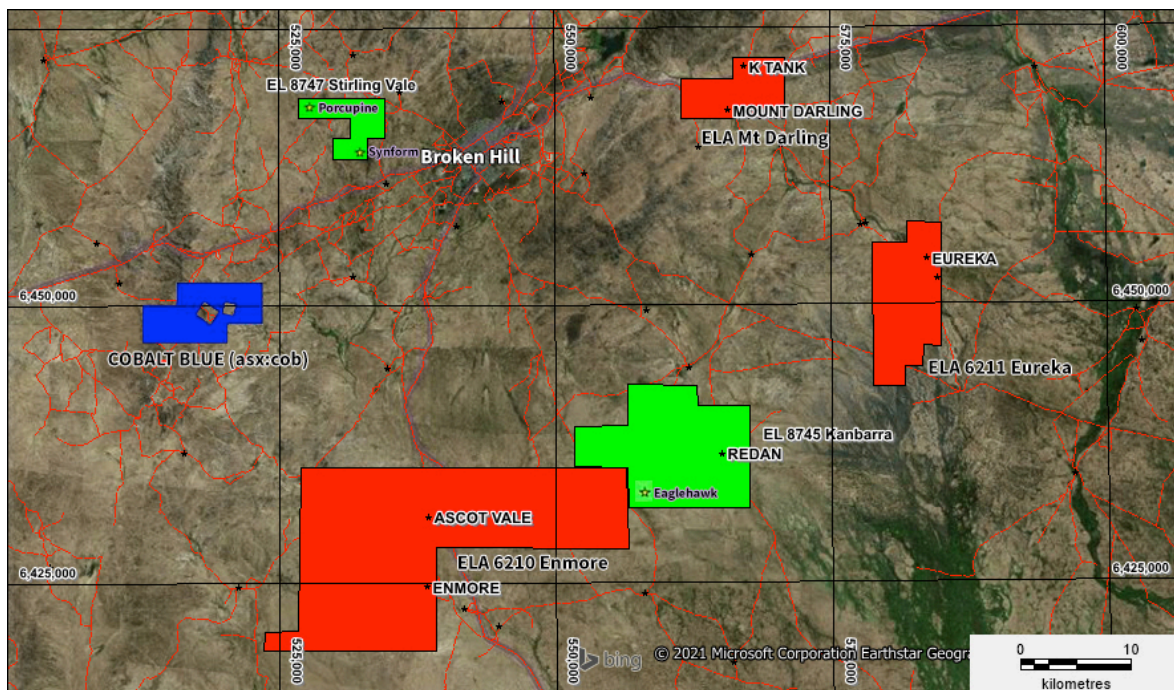 525,000
550,000
575,000
600,000
K TANK
EL 8747 Stirling Vale
Porcupine
MOUNT DARLING
ELA Mt Darling
Synform
Broken Hill
EUREKA
6,450,000
6,450,000
COBALT BLUE (asx:cob)
ELA 6211 Eureka
EL 8745 Kanbarra
REDAN
Eaglehawk
ASCOT VALE
ELA 6210 Enmore
6,425,000
6,425,000
ENMORE
525,000
550,000
bing
© 2021 Microsoft Corporation Earthstar Geogra
0 10
kilometres